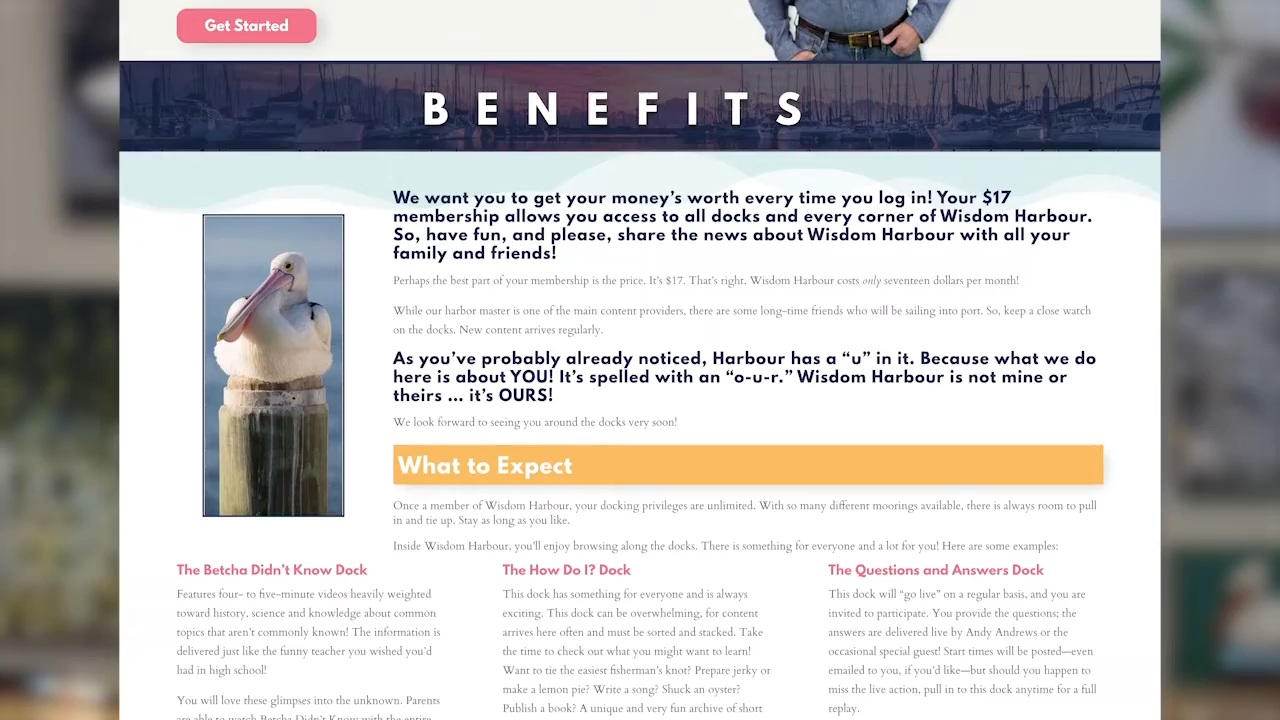 Get Started
BENEFITS
We want you to get your money's worth every time you log in! Your $17
membership allows you access to all docks and every corner of Wisdom Harbour.
So, have fun, and please, share the news about Wisdom Harbour with all your
family and friends!
Perhaps the best part of your membership is the price. It's $17. That's right. Wisdom Harbour costs only seventeen dollars per month!
While our harbor master is one of the main content providers, there are some long-time friends who will be sailing into port. So, keep a close watch
on the docks. New content arrives regularly.
As you've probably already noticed, Harbour has a “u” in it. Because what we do
here is about YOU! It's spelled with an “o-u-r.” Wisdom Harbour is not mine or
theirs ... it's OURS!
We look forward to seeing you around the docks very soon!
What to Expect
Once a member of Wisdom Harbour, your docking privileges are unlimited. With so many different moorings available, there is always room to pull
in and tie up. Stay as long as you like.
Inside Wisdom Harbour, you'll enjoy browsing along the docks. There is something for everyone and a lot for you! Here are some examples:
The Betcha Didn't Know Dock
Features four- to five-minute videos heavily weighted
toward history, science and knowledge about common
topics that aren't commonly known! The information is
delivered just like the funny teacher you wished you'd
had in high school!
You will love these glimpses into the unknown. Parents
are able to watch Betcha Didn't Know with the entire
The How Do I? Dock
This dock has something for everyone and is always
exciting. This dock can be overwhelming, for content
arrives here often and must be sorted and stacked. Take
the time to check out what you might want to learn!
Want to tie the easiest fisherman's knot? Prepare jerky or
make a lemon pie? Write a song? Shuck an oyster?
Publish a book? A unique and very fun archive of short
The Questions and Answers Dock
This dock will “go live” on a regular basis, and you are
invited to participate. You provide the questions; the
answers are delivered live by Andy Andrews or the
occasional special guest! Start times will be posted—even
emailed to you, if you'd like—but should you happen to
miss the live action, pull in to this dock anytime for a full
replay.